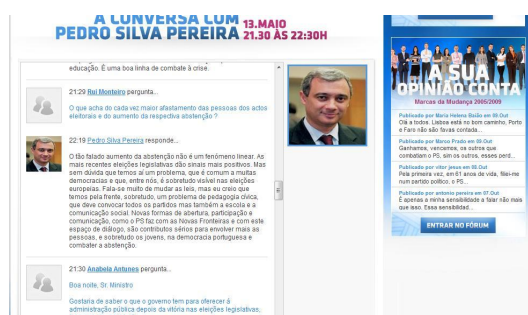 A CONVERSA COM
PEDRO SILVA PEREIRA
13.MAIO
21.30 ÀS 22:30H
educação. É uma boa linha de combate à crise.
21:29 Rui Monteiro pergunta...
O que acha do cada vez maior afastamento das pessoas dos actos
eleitorais e do aumento da respectiva abstenção ?
22:19 Pedro Silva Pereira responde...
O tão falado aumento da abstenção não é um fenómeno linear. As
mais recentes eleições legislativas dão sinais mais positivos. Mas
sem dúvida que temos aí um problema, que é comum a muitas
democracias e que, entre nós, é sobretudo visível nas eleições
europeias. Fala-se muito de mudar as leis, mas eu creio que
temos pela frente, sobretudo, um problema de pedagogia cívica,
que deve convocar todos os partidos mas também a escola e a
comunicação social. Novas formas de abertura, participação e
comunicação, como o PS faz com as Novas Fronteiras e com este
espaço de diálogo, são contributos sérios para envolver mais as
pessoas, e sobretudo os jovens, na democracia portuguesa e
combater a abstenção.
21:30 Anabela Antunes pergunta...
Boa noite, Sr. Ministro
Gostaria de saber o que o governo tem para oferecer á
administração pública depois da vitória nas eleições legislativas,
A SUA
OPINIÃO CONTA
Marcas da Mudança 2005/2009
Publicado por Maria Helena Baião em 09.Out
Olá a todos. Lisboa está no bom caminho, Porto
e Faro não são favas contada...
Publicado por Marco Prado em 09.Out
Ganhamos, vencemos, os outros que
combatiam o PS, sim os outros, esses perd...
Publicado por vitor jesus em 08.Out
Pela primeira vez, em 61 anos de vida, filiei-me
num partido político, o PS...
Publicado por antonio pereira em 07.Out
É apenas a minha sensibilidade a falar não mais
que isso. Essa sensibilidad...
ENTRAR NO FÓRUM